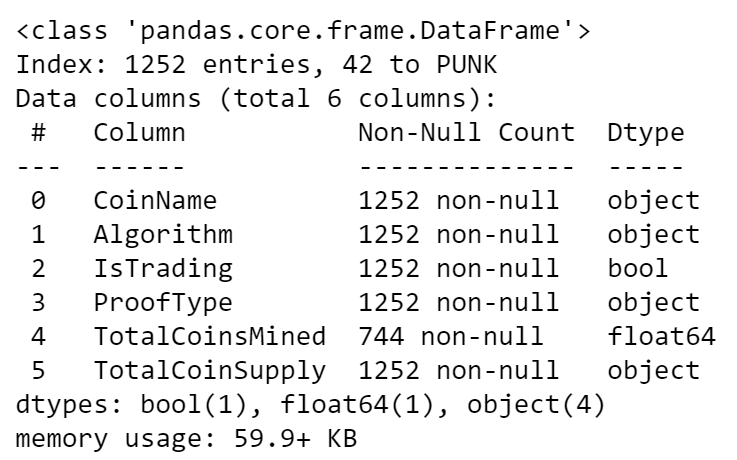 <class 'pandas.core.frame.DataFrame'>
Index: 1252 entries, 42 to PUNK
Data columns (total 6 columns):
 #   Column           Non-Null Count  Dtype
---  ------           --------------  -----
 0   CoinName         1252 non-null   object
 1   Algorithm        1252 non-null   object
 2   IsTrading        1252 non-null   bool
 3   ProofType        1252 non-null   object
 4   TotalCoinsMined  744 non-null    float64
 5   TotalCoinSupply  1252 non-null   object
dtypes: bool(1), float64(1), object(4)
memory usage: 59.9+ KB